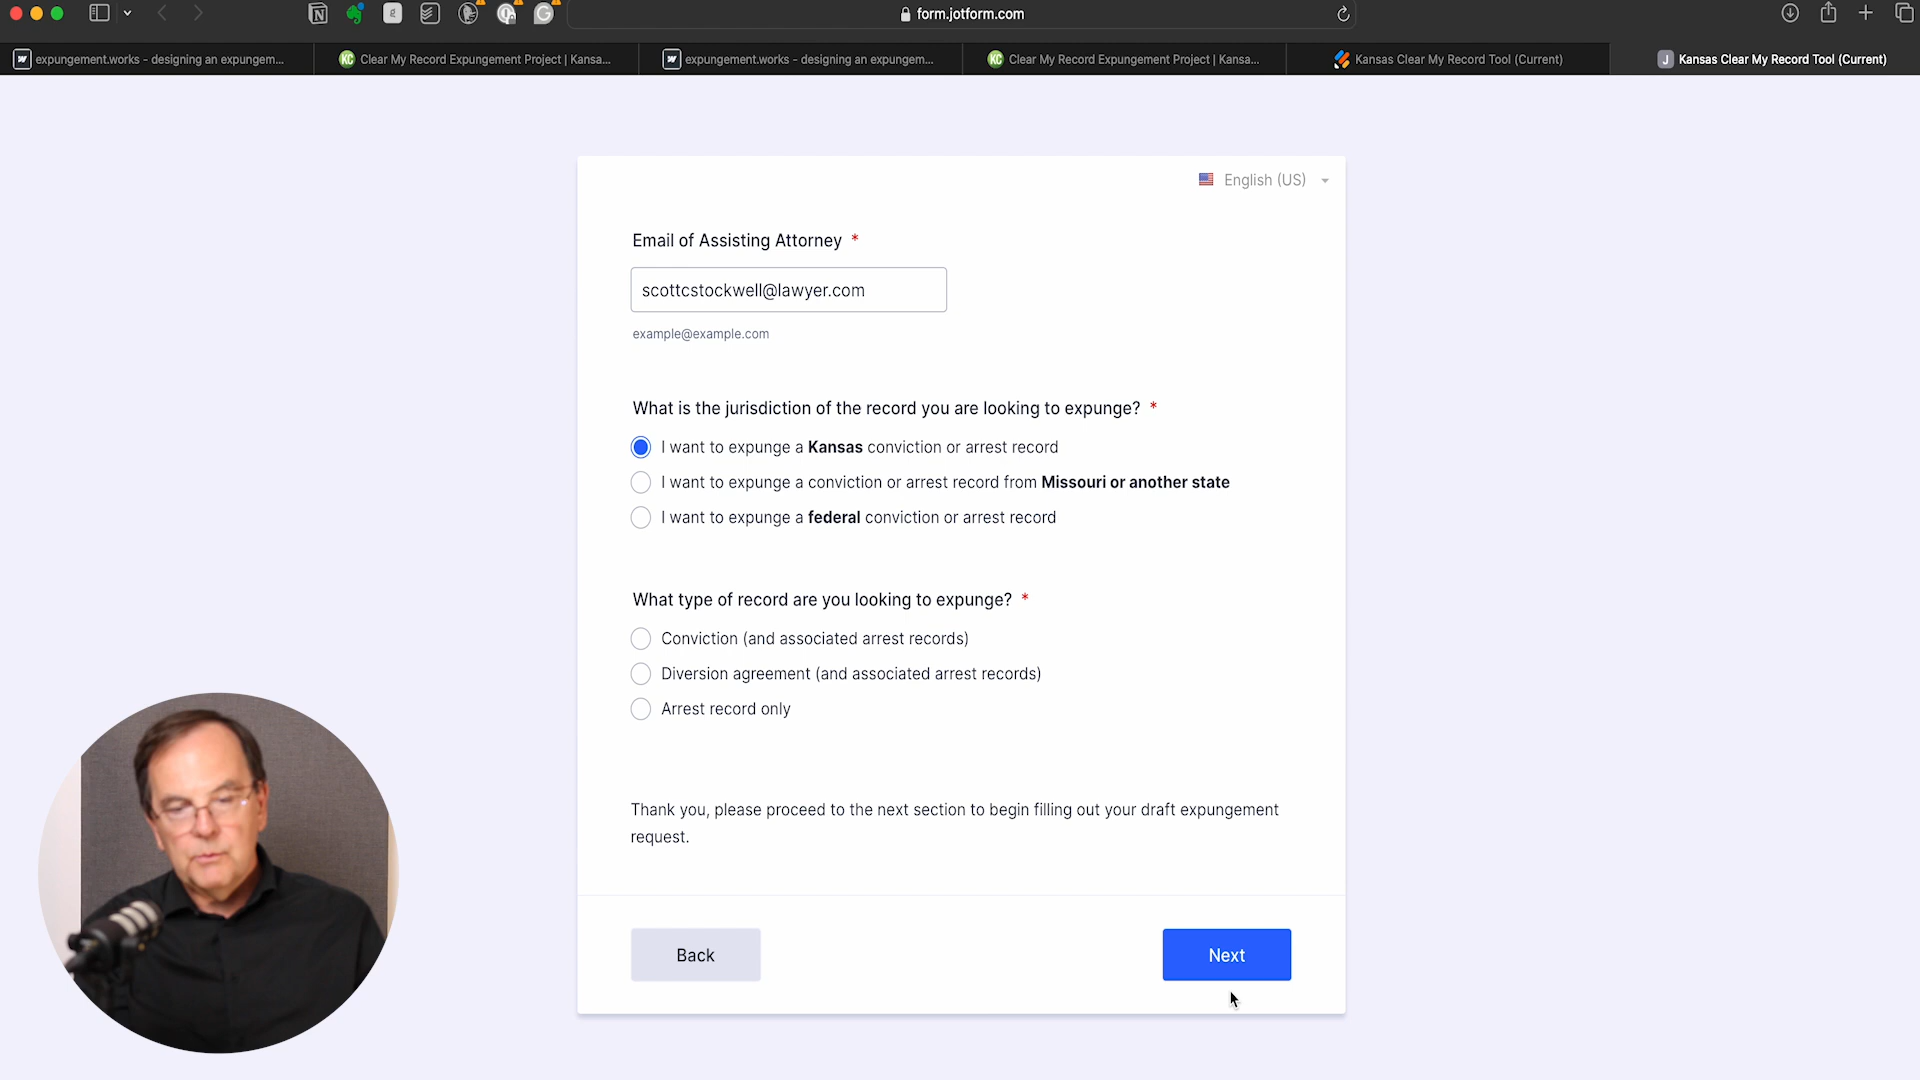 form.jotform.com
expungement.works - designing an expungem...
Clear My Record Expungement Project | Kansa...
expungement.works - designing an expungem...
Clear My Record Expungement Project | Kansa...
Kansas Clear My Record Tool (Current)
J Kansas Clear My Record Tool (Current)
English (US)
Email of Assisting Attorney *
scottcstockwell@lawyer.com
example@example.com
What is the jurisdiction of the record you are looking to expunge? *
I want to expunge a Kansas conviction or arrest record
I want to expunge a conviction or arrest record from Missouri or another state
I want to expunge a federal conviction or arrest record
What type of record are you looking to expunge? *
Conviction (and associated arrest records)
Diversion agreement (and associated arrest records)
Arrest record only
Thank you, please proceed to the next section to begin filling out your draft expungement
request.
Back
Next